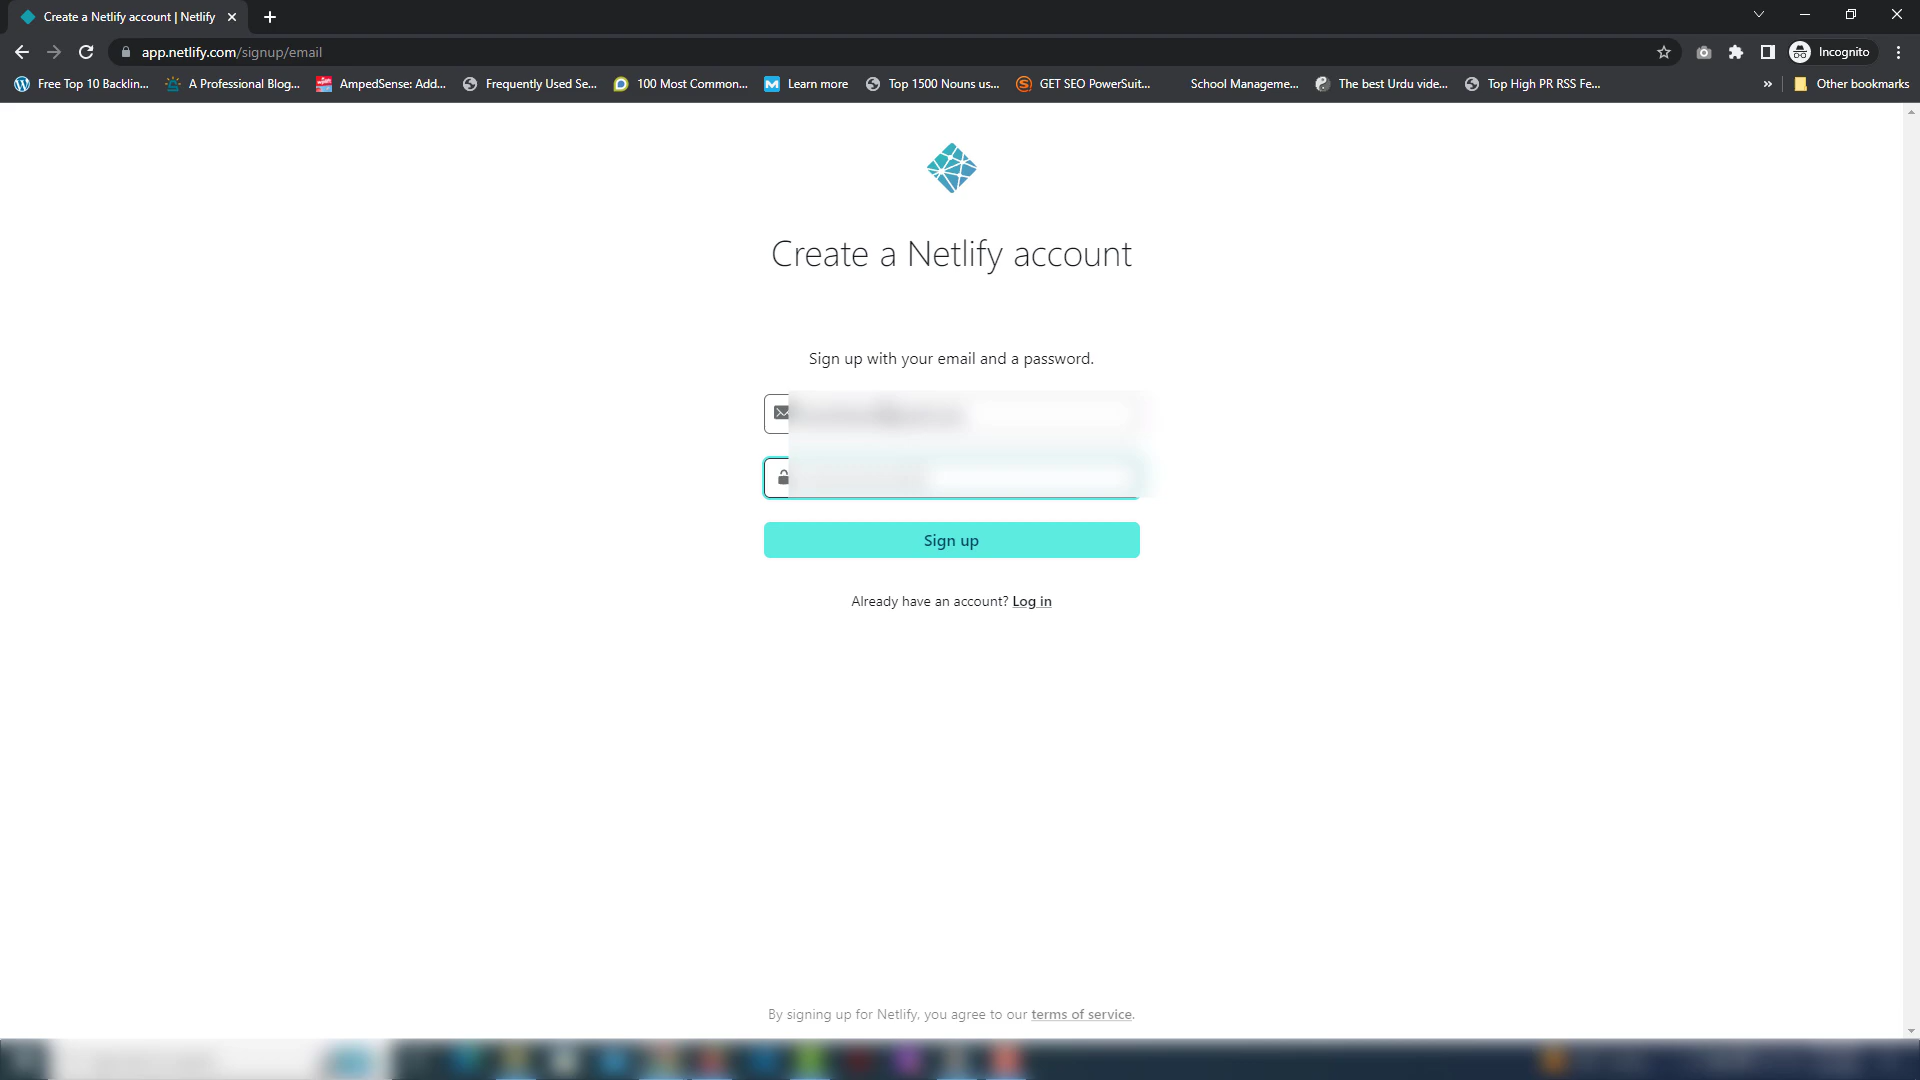 Create a Netlify account | Netlify
app.netlify.com/signup/email
Incognito
Free Top 10 Backlin...
A Professional Blog...
AmpedSense: Add...
Frequently Used Se...
100 Most Common...
Learn more
Top 1500 Nouns us...
GET SEO PowerSuit...
School Manageme...
The best Urdu vide...
Top High PR RSS Fe...
»
Other bookmarks
Create a Netlify account
Sign up with your email and a password.
Sign up
Already have an account? Log in
By signing up for Netlify, you agree to our terms of service.